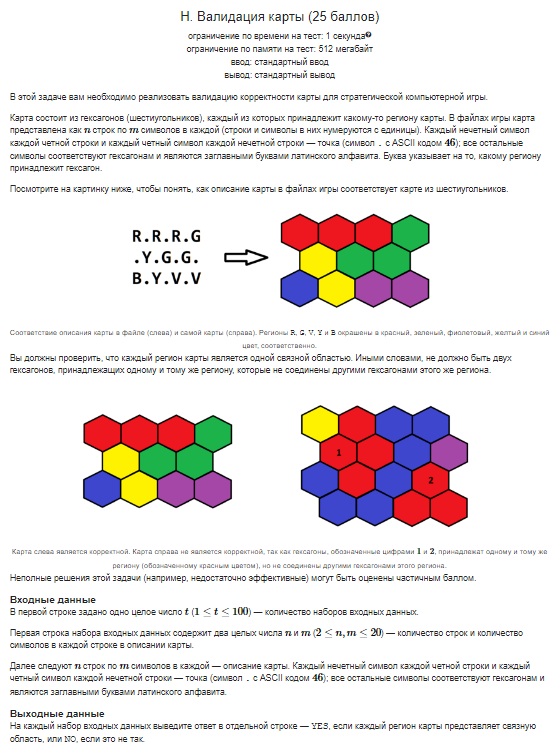 H. Валидация карты (25 баллов)
ограничение по времени на тест: 1 секунда?
ограничение по памяти на тест: 512 мегабайт
ввод: стандартный ввод
вывод: стандартный вывод
В этой задаче вам необходимо реализовать валидацию корректности карты для стратегической компьютерной игры.
Карта состоит из гексагонов (шестиугольников), каждый из которых принадлежит какому-то региону карты. В файлах игры карта
представлена как n строк по m символов в каждой (строки и символы в них нумеруются с единицы). Каждый нечетный символ
каждой четной строки и каждый четный символ каждой нечетной строки — точка (символ . с ASCII кодом 46); все остальные
символы соответствуют гексагонам и являются заглавными буквами латинского алфавита. Буква указывает на то, какому региону
принадлежит гексагон.
Посмотрите на картинку ниже, чтобы понять, как описание карты в файлах игры соответствует карте из шестиугольников.
R.R.R.G
.Y.G.G.
B.Y.V.V
Соответствие описания карты в файле (слева) и самой карты (справа). Регионы R, G, V, Y и B окрашены в красный, зеленый, фиолетовый, желтый и синий
цвет, соответственно.
Вы должны проверить, что каждый регион карты является одной связной областью. Иными словами, не должно быть двух
гексагонов, принадлежащих одному и тому же региону, которые не соединены другими гексагонами этого же региона.
1
2
Карта слева является корректной. Карта справа не является корректной, так как гексагоны, обозначенные цифрами 1 и 2, принадлежат одному и тому же
региону (обозначенному красным цветом), но не соединены другими гексагонами этого региона.
Неполные решения этой задачи (например, недостаточно эффективные) могут быть оценены частичным баллом.
Входные данные
В первой строке задано одно целое число t (1 ≤ t ≤ 100) — количество наборов входных данных.
Первая строка набора входных данных содержит два целых числа n и m (2 ≤ n, m ≤ 20) — количество строк и количество
символов в каждой строке в описании карты.
Далее следуют n строк по m символов в каждой — описание карты. Каждый нечетный символ каждой четной строки и каждый
четный символ каждой нечетной строки — точка (символ . с ASCII кодом 46); все остальные символы соответствуют гексагонам и
являются заглавными буквами латинского алфавита.
Выходные данные
На каждый набор входных данных выведите ответ в отдельной строке — YES, если каждый регион карты представляет связную
область, или NO, если это не так.